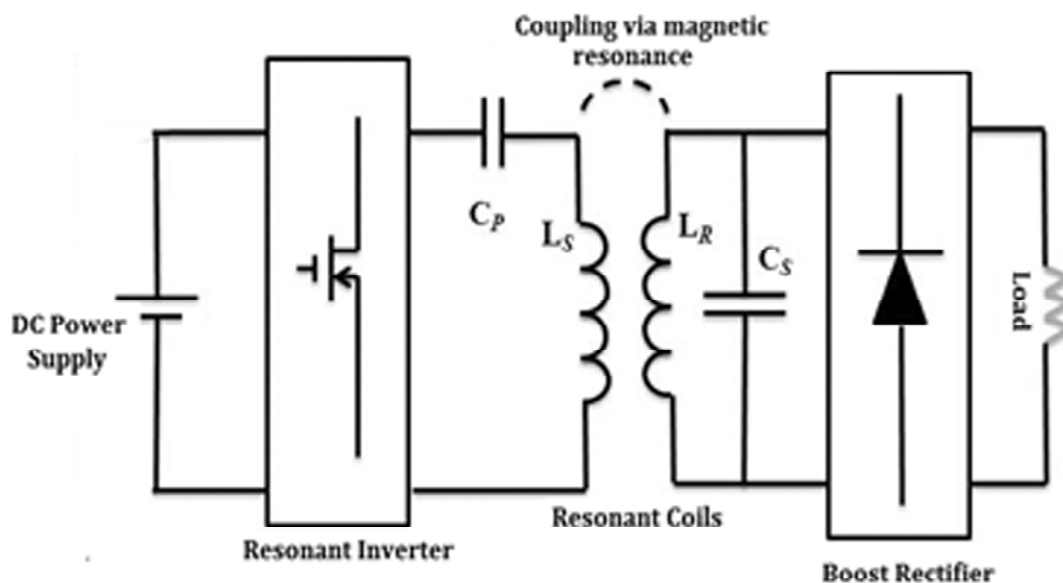 Coupling via magnetic
resonance
C_P
L_S
L_R
C_S
DC Power
Supply
Load
Resonant Coils
Resonant Inverter
Boost Rectifier